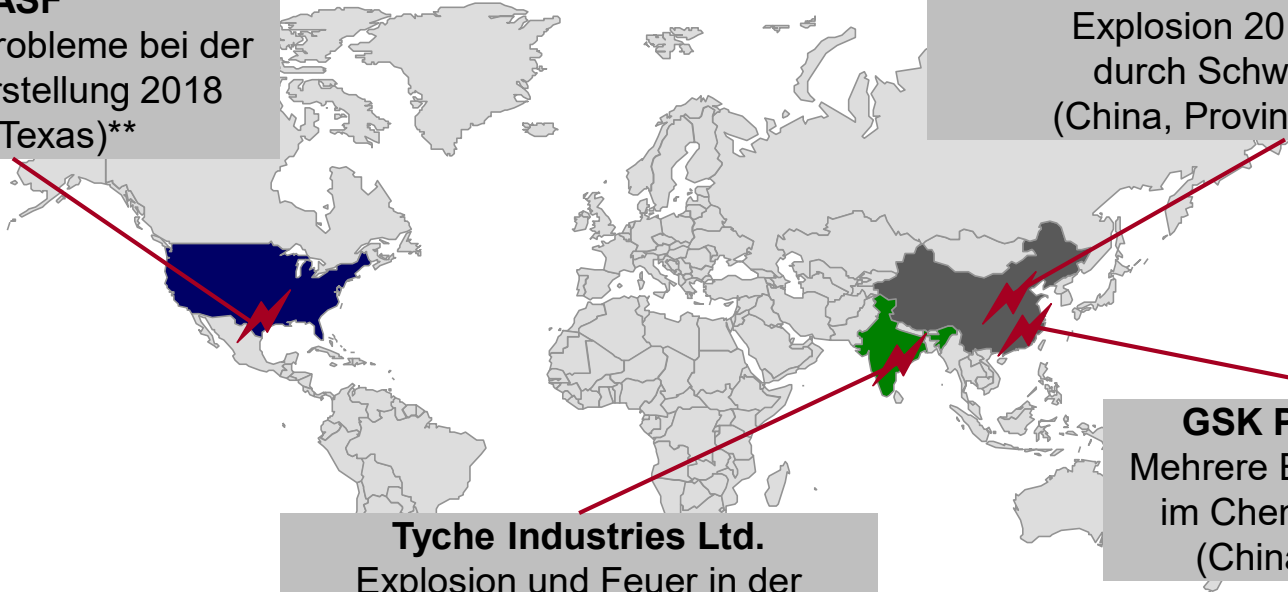 robleme bei der
rstellung 2018
Texas)**
Explosion 20
durch Schw
(China, Provin
GSK P
Mehrere E
im Cher
(China
Tyche Industries Ltd.
Explosion und Feuer in der